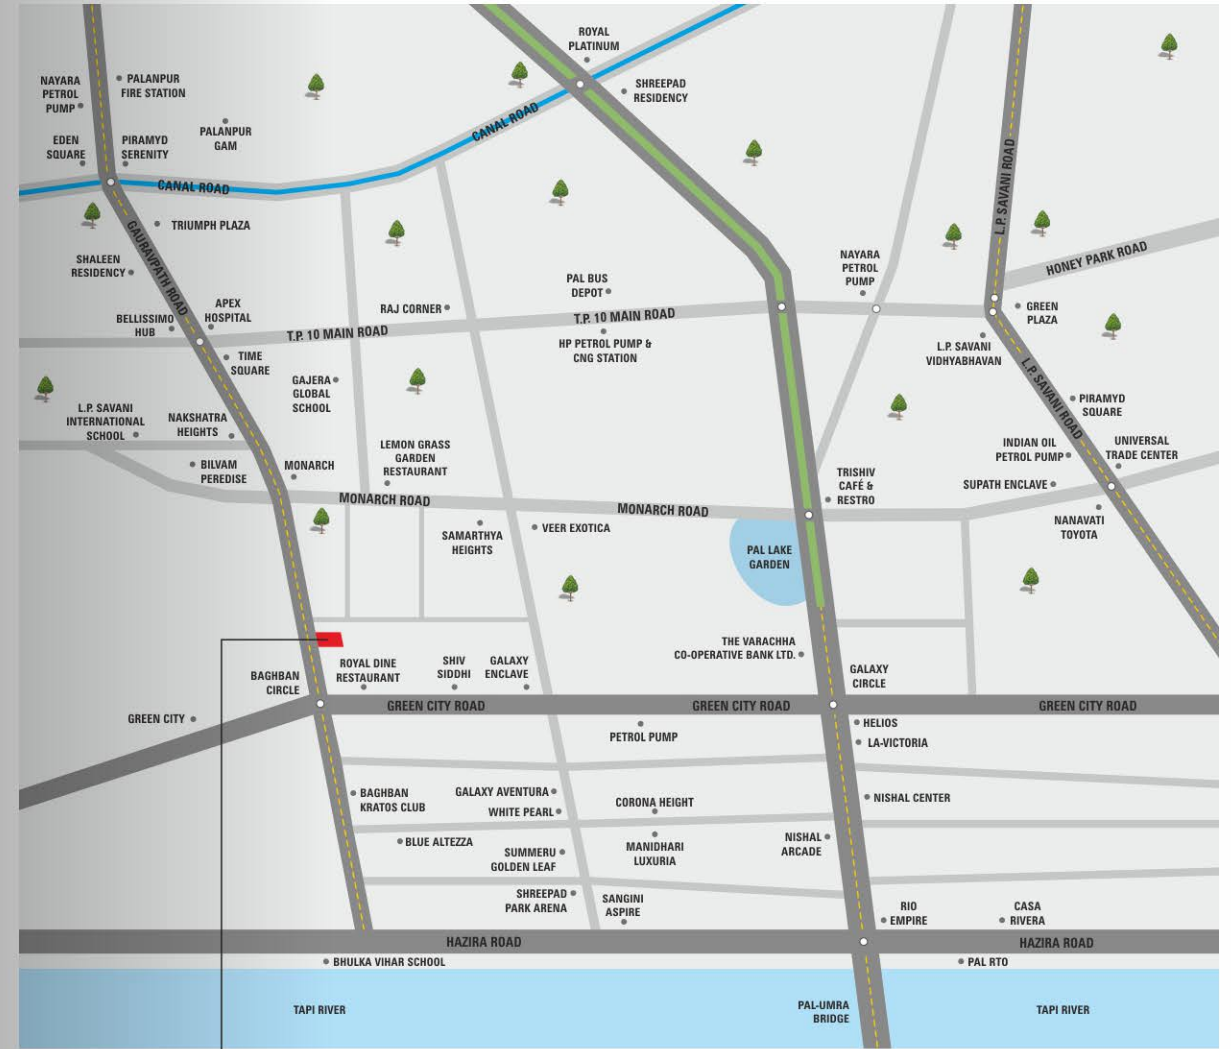 ROYAL
PLATINUM
NAYARA
PETROL
PUMP
PALANPUR
FIRE STATION
SHREEPAD
RESIDENCY
PALANPUR
GAM
CANAL ROAD
EDEN
SQUARE
PIRAMYD
SERENITY
CANAL ROAD
L.P. SAVANI ROAD
TRIUMPH PLAZA
GAURAVPATH ROAD
SHALEEN
RESIDENCY
HONEY PARK ROAD
NAYARA
PETROL
PUMP
PAL BUS
DEPOT
APEX
HOSPITAL
RAJ CORNER
BELLISSIMO
HUB
T.P. 10 MAIN ROAD
T.P. 10 MAIN ROAD
GREEN
PLAZA
HP PETROL PUMP &
CNG STATION
L.P. SAVANI
VIDHYABHAVAN
TIME
SQUARE
GAJERA
GLOBAL
SCHOOL
L.P. SAVANI ROAD
PIRAMYD
SQUARE
L.P. SAVANI
INTERNATIONAL
SCHOOL
NAKSHATRA
HEIGHTS
LEMON GRASS
GARDEN
RESTAURANT
INDIAN OIL
PETROL PUMP
UNIVERSAL
TRADE CENTER
BILVAM
PEREDISE
MONARCH
TRISHIV
CAFÉ &
RESTRO
SUPATH ENCLAVE
MONARCH ROAD
MONARCH ROAD
NANAVATI
TOYOTA
SAMARTHYA
HEIGHTS
VEER EXOTICA
PAL LAKE
GARDEN
THE VARACHHA
CO-OPERATIVE BANK LTD.
BAGHBAN
CIRCLE
ROYAL DINE
RESTAURANT
SHIV
SIDDHI
GALAXY
ENCLAVE
GALAXY
CIRCLE
GREEN CITY ROAD
GREEN CITY ROAD
GREEN CITY ROAD
GREEN CITY
HELIOS
PETROL PUMP
LA-VICTORIA
BAGHBAN
KRATOS CLUB
GALAXY AVENTURA
WHITE PEARL
CORONA HEIGHT
NISHAL CENTER
BLUE ALTEZZA
SUMMERU
GOLDEN LEAF
MANIDHARI
LUXURIA
NISHAL
ARCADE
SHREEPAD
PARK ARENA
SANGINI
ASPIRE
RIO
EMPIRE
CASA
RIVERA
HAZIRA ROAD
HAZIRA ROAD
BHULKA VIHAR SCHOOL
PAL RTO
TAPI RIVER
PAL-UMRA
BRIDGE
TAPI RIVER